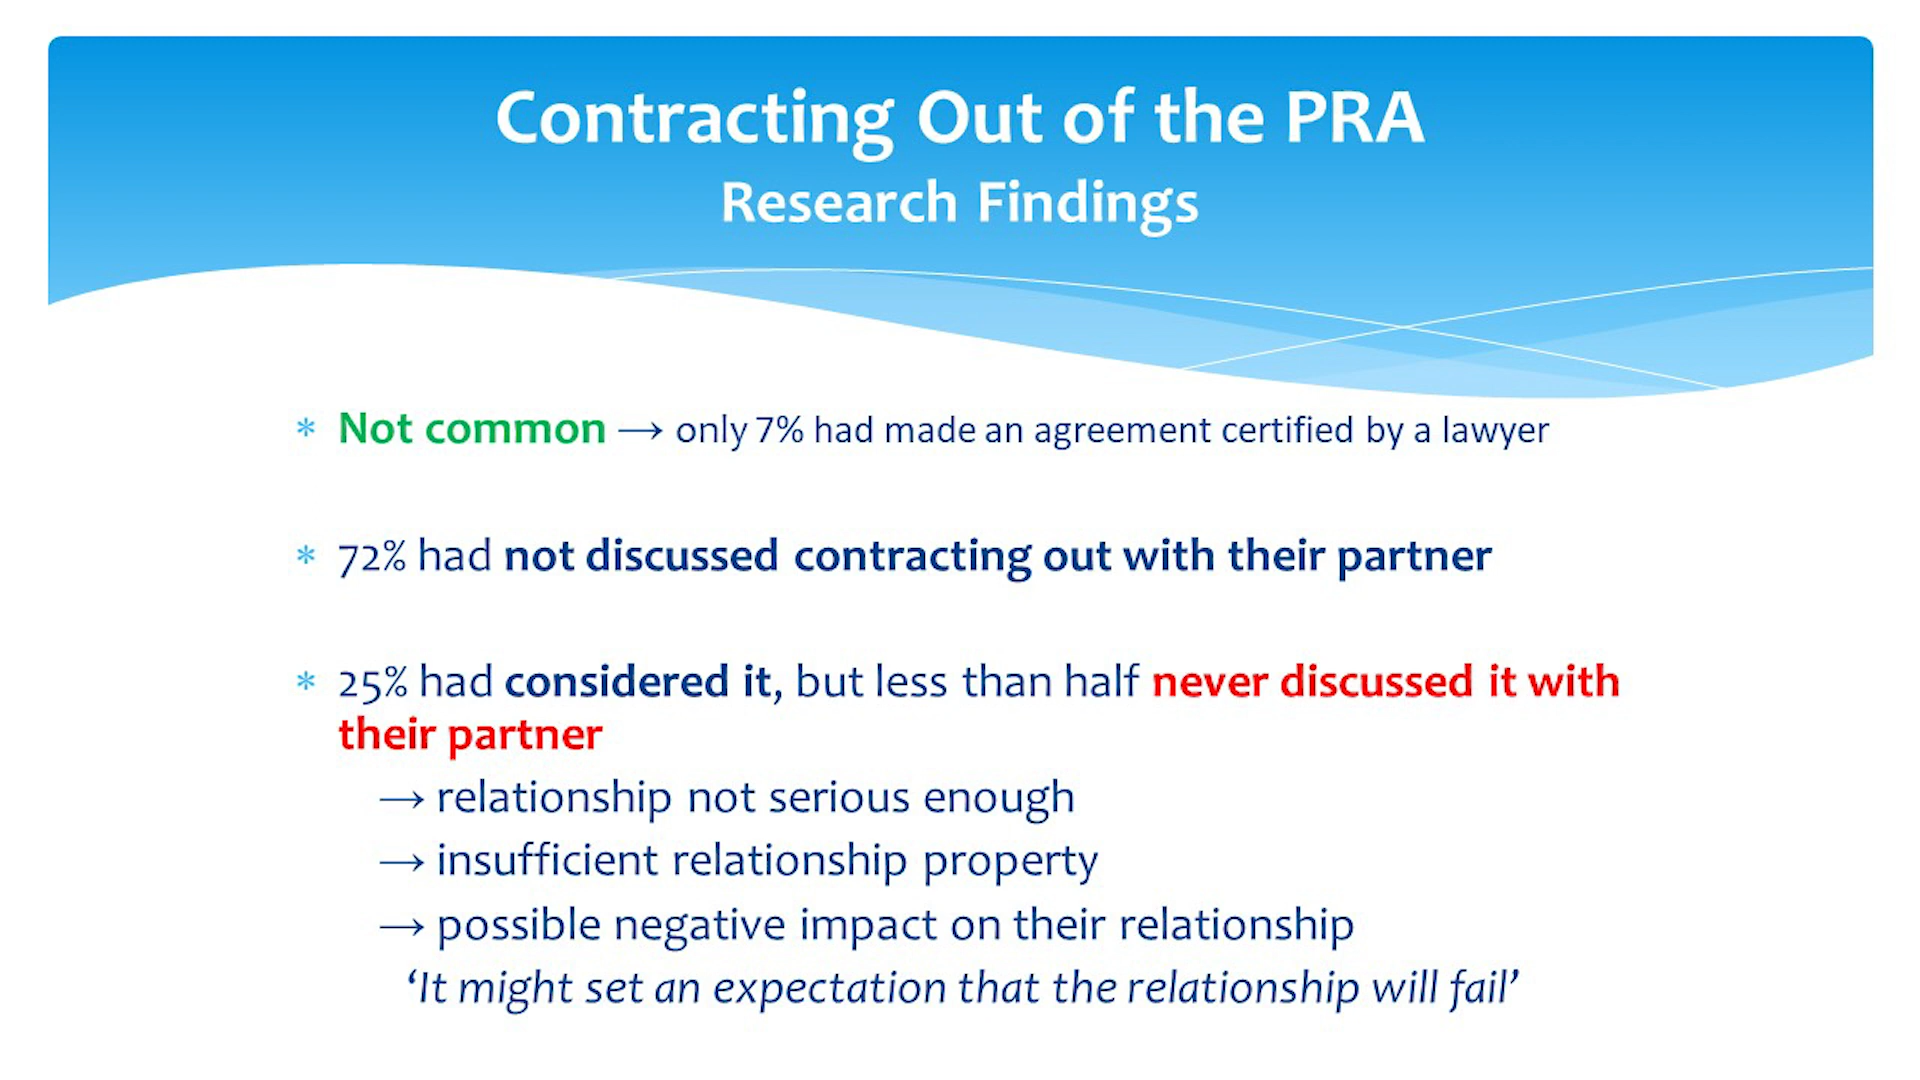 Contracting Out of the PRA
Research Findings
* Not common → only 7% had made an agreement certified by a lawyer
* 72% had not discussed contracting out with their partner
* 25% had considered it, but less than half never discussed it with
their partner
→ relationship not serious enough
→ insufficient relationship property
→ possible negative impact on their relationship
‘It might set an expectation that the relationship will fail’